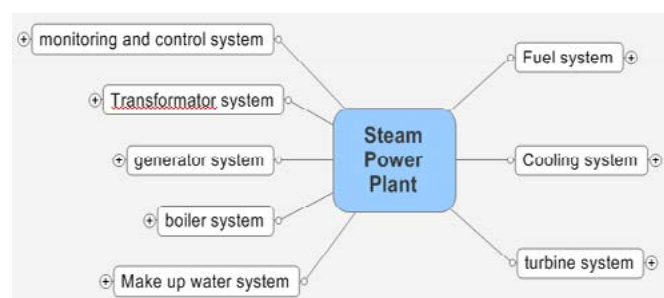 monitoring and control system
Transformator system
generator system
boiler system
Make up water system
Steam
Power
Plant
Fuel system
Cooling system
turbine system